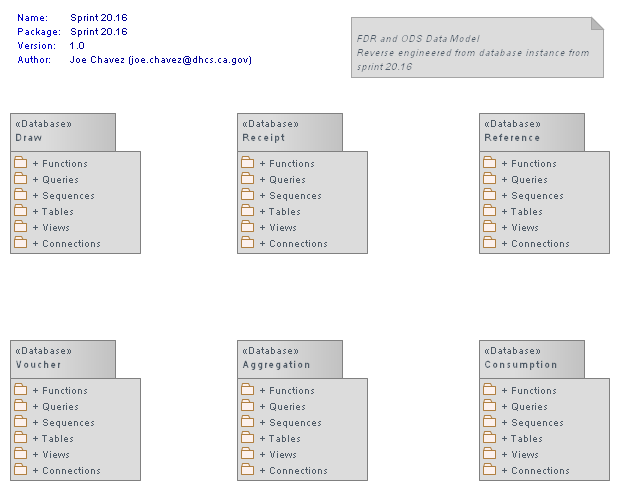 Name: Sprint 20.16
Package: Sprint 20.16
Version: 1.0
Author: Joe Chavez (joe.chavez@dhcs.ca.gov)
FDR and ODS Data Model
Reverse engineered from database instance from
sprint 20.16
«Database»
Draw
+ Functions
+ Queries
+ Sequences
+ Tables
+ Views
+ Connections
«Database»
Receipt
+ Functions
+ Queries
+ Sequences
+ Tables
+ Views
+ Connections
«Database»
Reference
+ Functions
+ Queries
+ Sequences
+ Tables
+ Views
+ Connections
«Database»
Voucher
+ Functions
+ Queries
+ Sequences
+ Tables
+ Views
+ Connections
«Database»
Aggregation
+ Functions
+ Queries
+ Sequences
+ Tables
+ Views
+ Connections
«Database»
Consumption
+ Functions
+ Queries
+ Sequences
+ Tables
+ Views
+ Connections